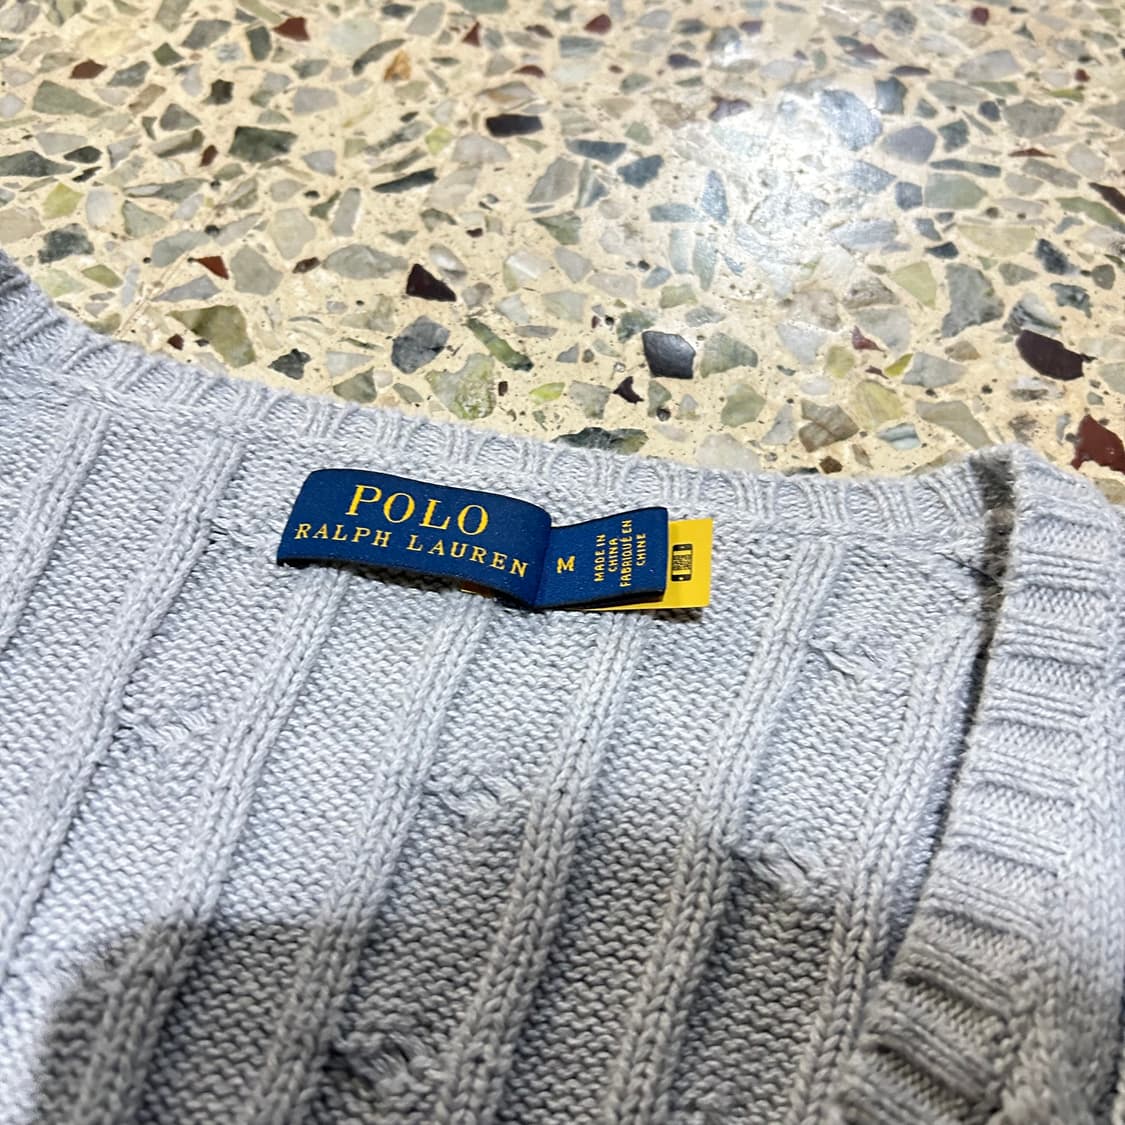 POLO
RALPH LAUREN
M
MADE IN
CHINA
FABRIQUÉ EN
CHINE